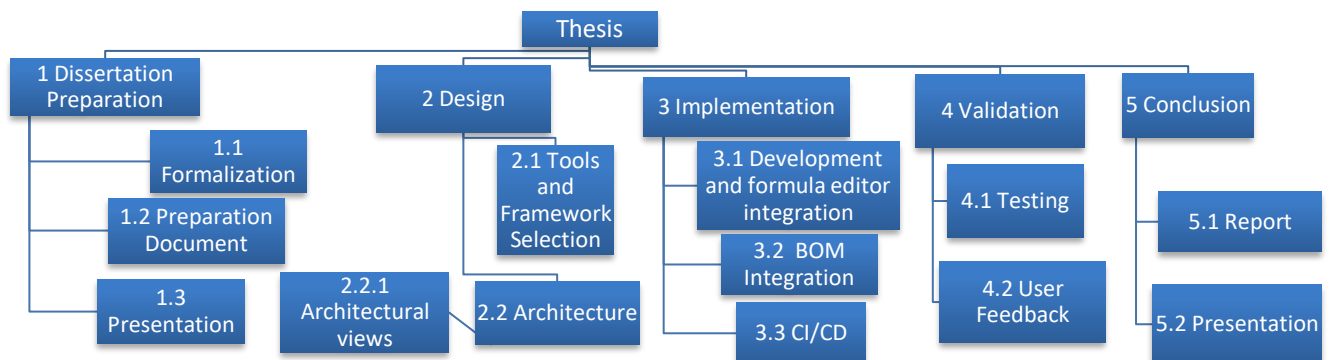 Thesis
1 Dissertation
Preparation
1.1
Formalization
1.2 Preparation
Document
1.3
Presentation
2 Design
2.1 Tools
and
Framework
Selection
2.2 Architecture
2.2.1
Architectural
views
3 Implementation
3.1 Development
and formula editor
integration
3.2 BOM
Integration
3.3 CI/CD
4 Validation
4.1 Testing
4.2 User
Feedback
5 Conclusion
5.1 Report
5.2 Presentation